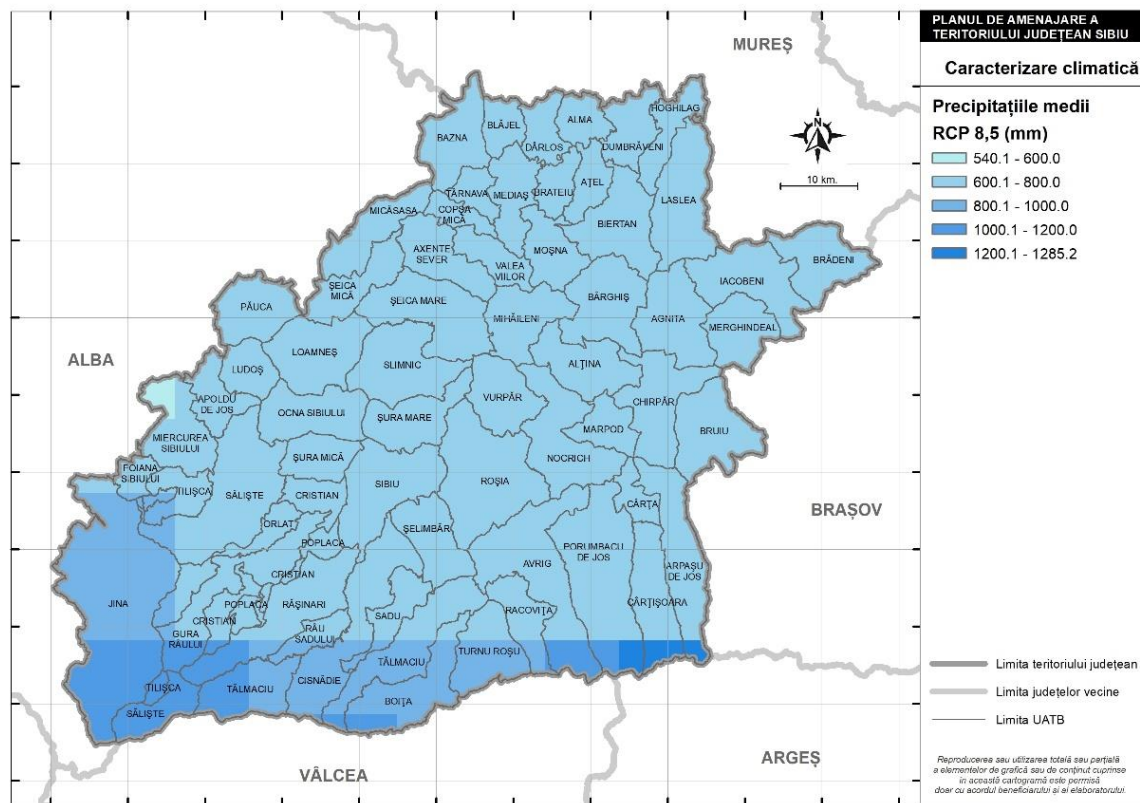 PLANUL DE AMENAJARE A
TERITORIULUI JUDEȚEAN SIBIU
Caracterizare climatică
Precipitațiile medii
RCP 8,5 (mm)
540.1 - 600.0
600.1 - 800.0
800.1 - 1000.0
1000.1 - 1200.0
1200.1 - 1285.2
MUREȘ
N
10 km.
HOGHILAG
ALMA
BLĂJEL
BAZNA
DÂRLOS
DUMBRĂVENI
AȚEL
TÂRNAVA
MEDIAȘ
BRATEIU
LASLEA
MICĂSASA
COPȘA
MICĂ
BIERTAN
AXENTE
SEVER
MOȘNA
VALEA
VIILOR
BRĂDENI
IACOBENI
ȘEICA
MICĂ
ȘEICA MARE
BÂRGHIȘ
PĂUCA
MIHĂILENI
AGNITA
MERGHINDEAL
ALBA
LOAMNEȘ
SLIMNIC
ALȚINA
LUDOȘ
APOLDU
DE JOS
VURPĂR
CHIRPĂR
OCNA SIBIULUI
ȘURA MARE
MARPOD
BRUIU
MIERCUREA
SIBIULUI
ȘURA MICĂ
NOCRICH
FOIANA
SIBIULUI
TILIȘCA
SĂLIȘTE
CRISTIAN
SIBIU
ROȘIA
CÂRȚA
BRAȘOV
ORLAT
ȘELIMBĂR
POPLACA
PORUMBACU
DE JOS
AVRIG
ARPAȘU
DE JOS
CRISTIAN
JINA
POPLACA
RĂȘINARI
RACOVIȚA
CÂRȚIȘOARA
CRISTIAN
SADU
GURA
RÂULUI
RÂU
SADULUI
TURNU ROȘU
TĂLMACIU
TILIȘCA
TĂLMACIU
CISNĂDIE
BOIȚA
SĂLIȘTE
VÂLCEA
ARGEȘ
Limita teritoriului județean
Limita județelor vecine
Limita UATB
Reproducerea sau utilizarea totală sau parțială
a elementelor de grafică sau de conținut cuprinse
în această cartogramă este permisă
doar cu acordul beneficiarului și al elaboratorului.